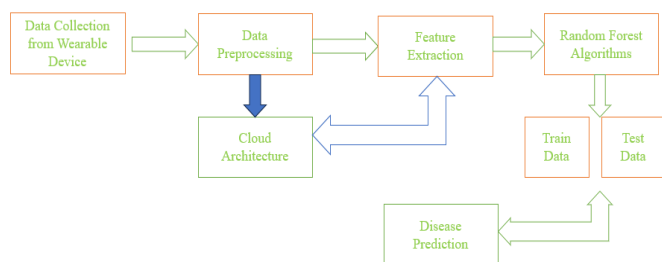 Data Collection
from Wearable
Device
Data
Preprocessing
Feature
Extraction
Random Forest
Algorithms
Cloud
Architecture
Train
Data
Test
Data
Disease
Prediction